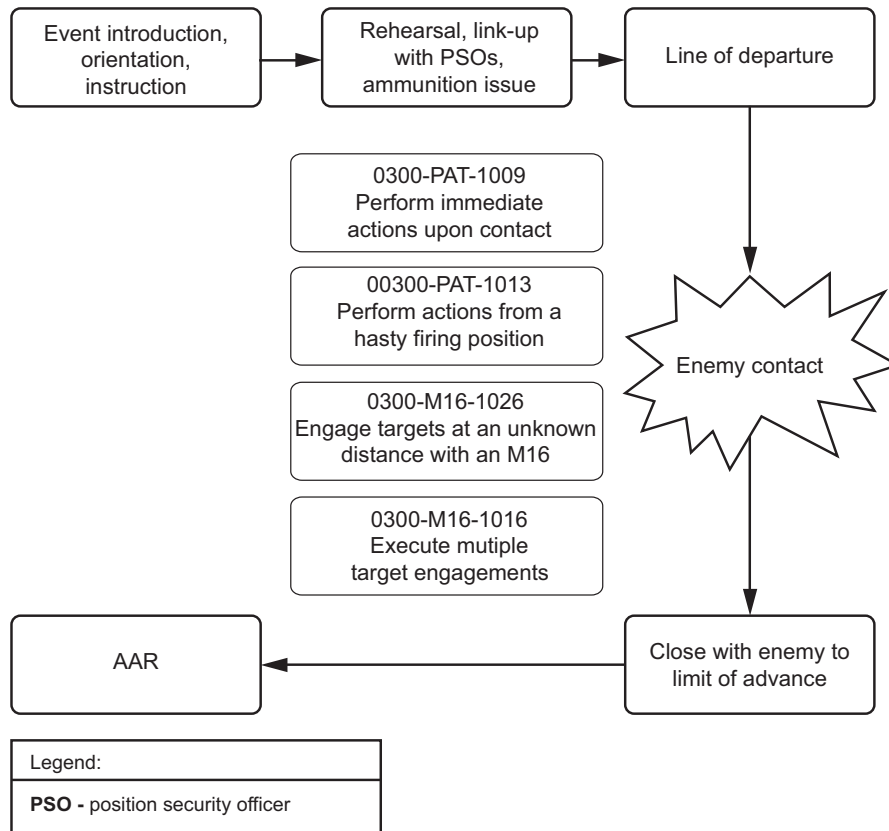 Event introduction,
orientation,
instruction
Rehearsal, link-up
with PSOs,
ammunition issue
Line of departure
0300-PAT-1009
Perform immediate
actions upon contact
00300-PAT-1013
Perform actions from a
hasty firing position
0300-M16-1026
Engage targets at an unknown
distance with an M16
0300-M16-1016
Execute mutiple
target engagements
Enemy contact
Close with enemy to
limit of advance
AAR
Legend:
PSO - position security officer